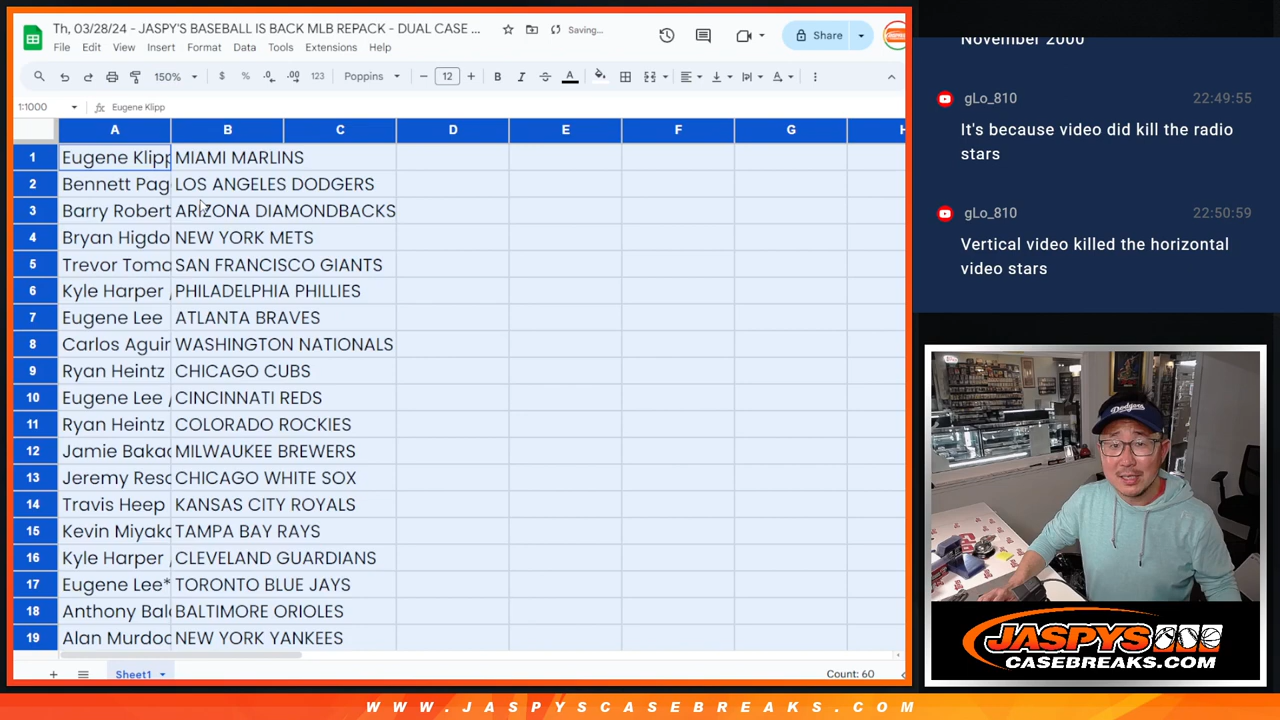 Th, 03/28/24 - JASPY'S BASEBALL IS BACK MLB REPACK - DUAL CASE ...
Saving...
Share
File Edit View Insert Format Data Tools Extensions Help
150% $ % .0 .00 123 Poppins − 12 + B I A
1:1000 fx Eugene Klipp
A B C D E F G H
1 Eugene Klipp MIAMI MARLINS
2 Bennett Pag LOS ANGELES DODGERS
3 Barry Robert ARIZONA DIAMONDBACKS
4 Bryan Higdo NEW YORK METS
5 Trevor Toma SAN FRANCISCO GIANTS
6 Kyle Harper / PHILADELPHIA PHILLIES
7 Eugene Lee ATLANTA BRAVES
8 Carlos Aguir WASHINGTON NATIONALS
9 Ryan Heintz CHICAGO CUBS
10 Eugene Lee / CINCINNATI REDS
11 Ryan Heintz COLORADO ROCKIES
12 Jamie Bakac MILWAUKEE BREWERS
13 Jeremy Resc CHICAGO WHITE SOX
14 Travis Heep KANSAS CITY ROYALS
15 Kevin Miyakc TAMPA BAY RAYS
16 Kyle Harper / CLEVELAND GUARDIANS
17 Eugene Lee* TORONTO BLUE JAYS
18 Anthony Balc BALTIMORE ORIOLES
19 Alan Murdoc NEW YORK YANKEES
Sheet1
Count: 60
November 2000
gLo_810 22:49:55
It's because video did kill the radio
stars
gLo_810 22:50:59
Vertical video killed the horizontal
video stars
Dodgers
JASPYS
CASEBREAKS.COM
WWW.JASPYSCASEBREAKS.COM